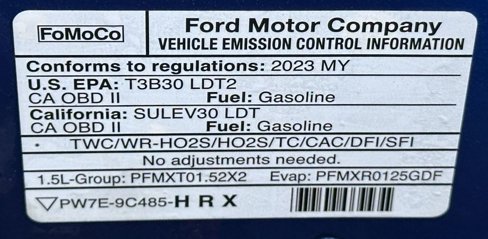 FoMoCo
Ford Motor Company
VEHICLE EMISSION CONTROL INFORMATION
Conforms to regulations: 2023 MY
U.S. EPA: T3B30 LDT2
CA OBD II Fuel: Gasoline
California: SULEV30 LDT
CA OBD II Fuel: Gasoline
· TWC/WR-HO2S/HO2S/TC/CAC/DFI/SFI
No adjustments needed.
1.5L-Group: PFMXT01.52X2 Evap: PFMXR0125GDF
▽PW7E-9C485-H R X